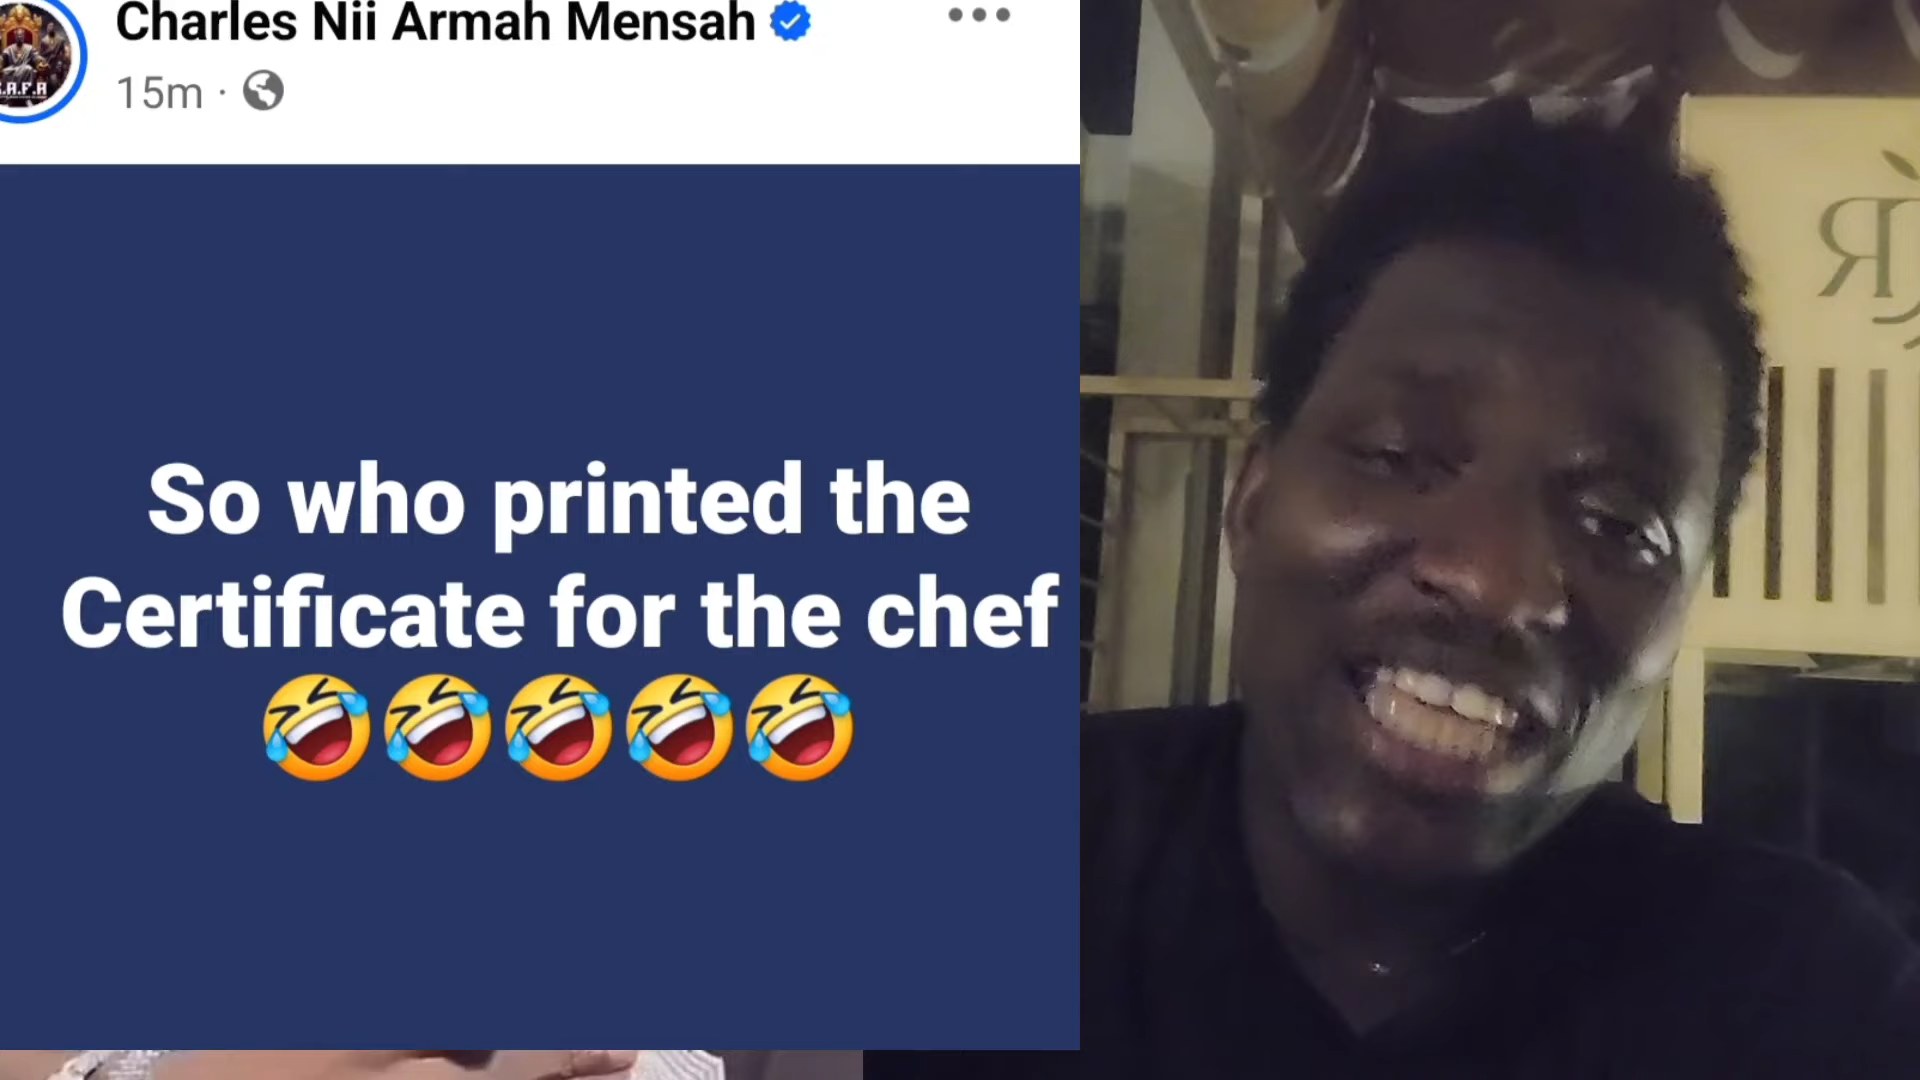 Charles Nii Armah Mensah
15m ·
So who printed the
Certificate for the chef
🤣🤣🤣🤣🤣